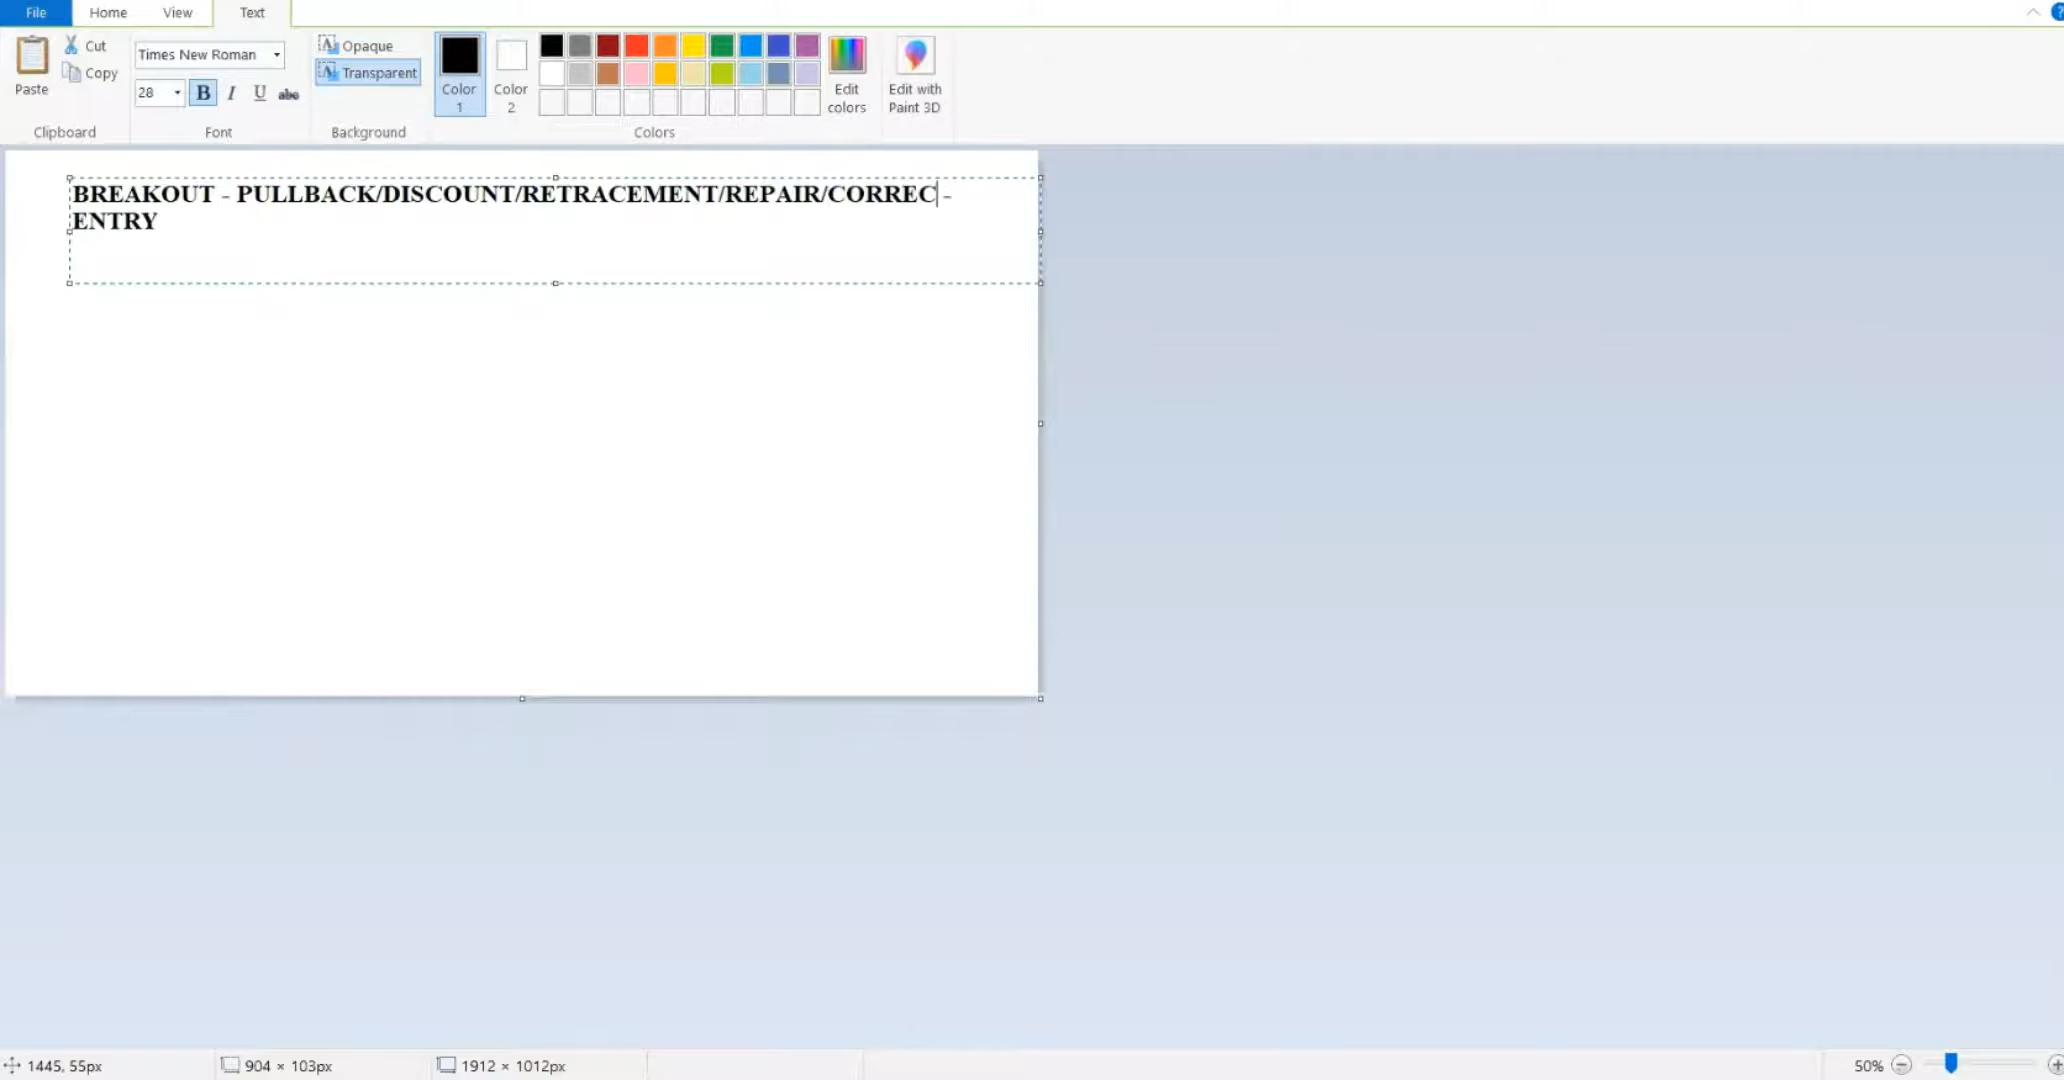 File Home View Text
Paste
Cut
Copy
Clipboard
Times New Roman
28 B I U abc
Font
Opaque
Transparent
Background
Color 1
Color 2
Edit colors
Colors
Edit with Paint 3D
BREAKOUT - PULLBACK/DISCOUNT/RETRACEMENT/REPAIR/CORREC -
ENTRY
1445, 55px 904 × 103px 1912 × 1012px 50%